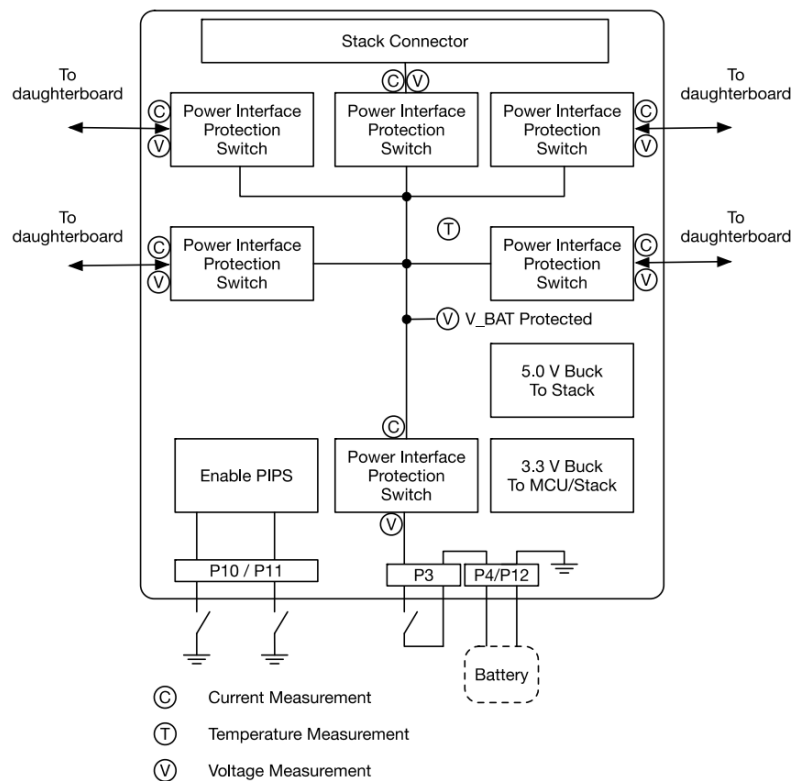 Stack Connector
To
daughterboard
C
V
C
V
C
V
To
daughterboard
Power Interface
Protection
Switch
Power Interface
Protection
Switch
Power Interface
Protection
Switch
To
daughterboard
C
V
Power Interface
Protection
Switch
T
Power Interface
Protection
Switch
C
V
To
daughterboard
V
V_BAT Protected
5.0 V Buck
To Stack
C
Enable PIPS
Power Interface
Protection
Switch
3.3 V Buck
To MCU/Stack
V
P10 / P11
P3
P4/P12
Battery
C Current Measurement
T Temperature Measurement
V Voltage Measurement